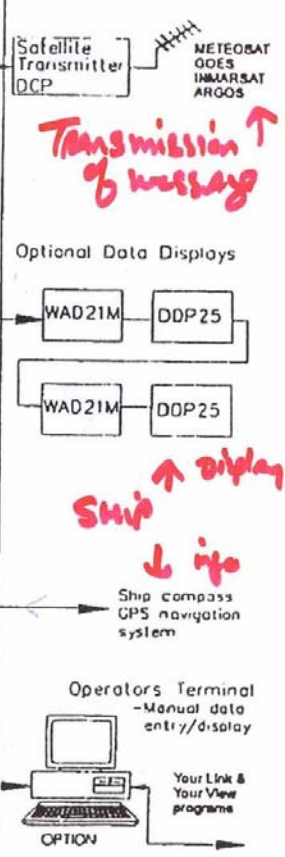 Satellite
Transmitter
DCP
METEOSAT
GOES
INMARSAT
ARGOS
Transmission
of message
Optional Data Displays
WAD21M DDP25
WAD21M DDP25
Display
Ship
info
Ship compass
GPS navigation
system
Operators Terminal
-Manual data
entry/display
Your Link &
Your View
programs
OPTION